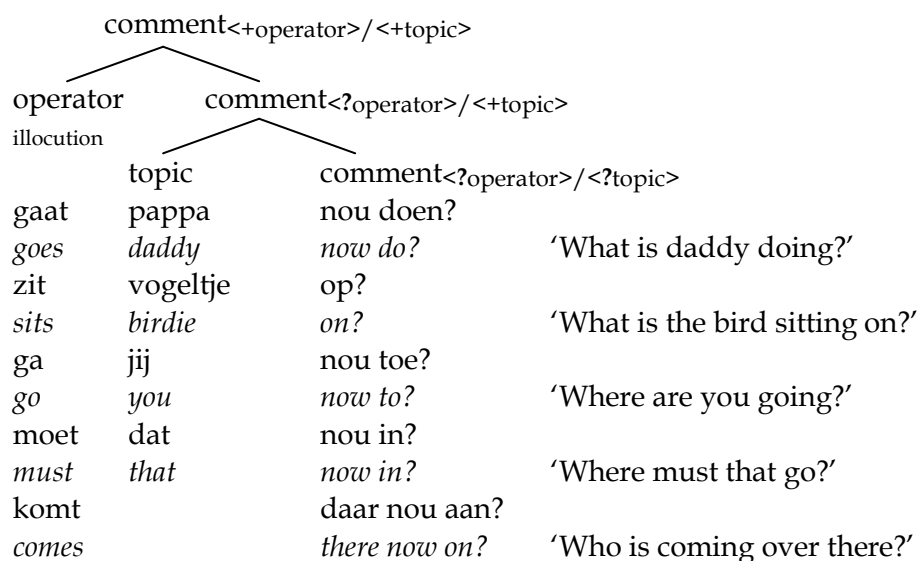 comment<+operator>/<+topic>
operator comment<?operator>/<+topic>
illocution
topic comment<?operator>/<?topic>
gaat pappa nou doen?
goes daddy now do? ‘What is daddy doing?’
zit vogeltje op?
sits birdie on? ‘What is the bird sitting on?’
ga jij nou toe?
go you now to? ‘Where are you going?’
moet dat nou in?
must that now in? ‘Where must that go?’
komt daar nou aan?
comes there now on? ‘Who is coming over there?’